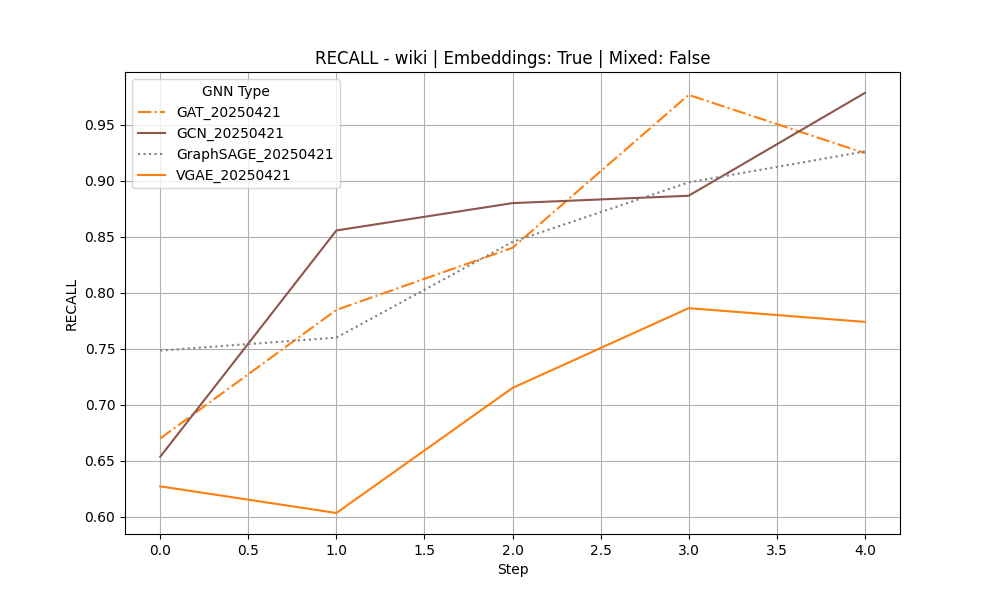 RECALL - wiki | Embeddings: True | Mixed: False
GNN Type
GAT_20250421
GCN_20250421
GraphSAGE_20250421
VGAE_20250421
RECALL
0.95
0.90
0.85
0.80
0.75
0.70
0.65
0.60
0.0 0.5 1.0 1.5 2.0 2.5 3.0 3.5 4.0
Step